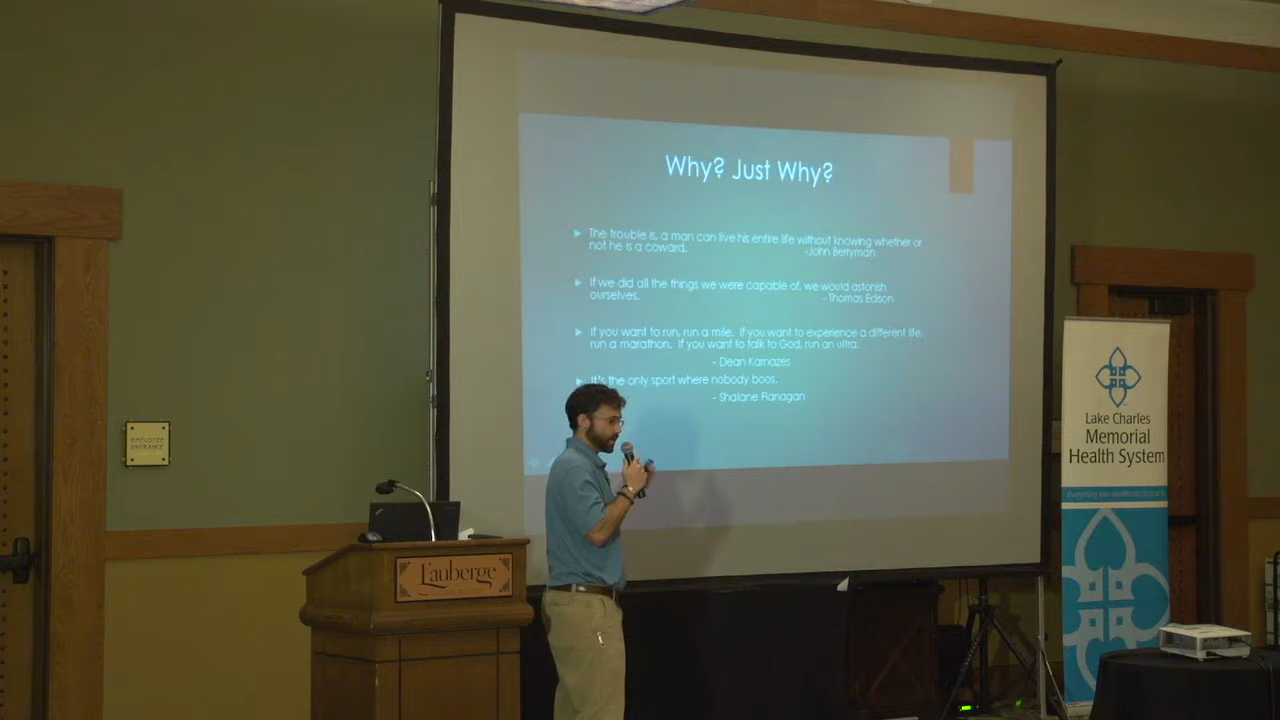 Why? Just Why?
The trouble is, a man can live his entire life without knowing whether or
not he is a coward. -John Berryman
If we did all the things we were capable of, we would astonish
ourselves. -Thomas Edison
If you want to run, run a mile. If you want to experience a different life,
run a marathon. If you want to talk to God, run an ultra.
- Dean Karnazes
It's the only sport where nobody boos.
- Shalane Flanagan
EMPLOYEE
ENTRANCE
L'auberge
Lake Charles
Memorial
Health System